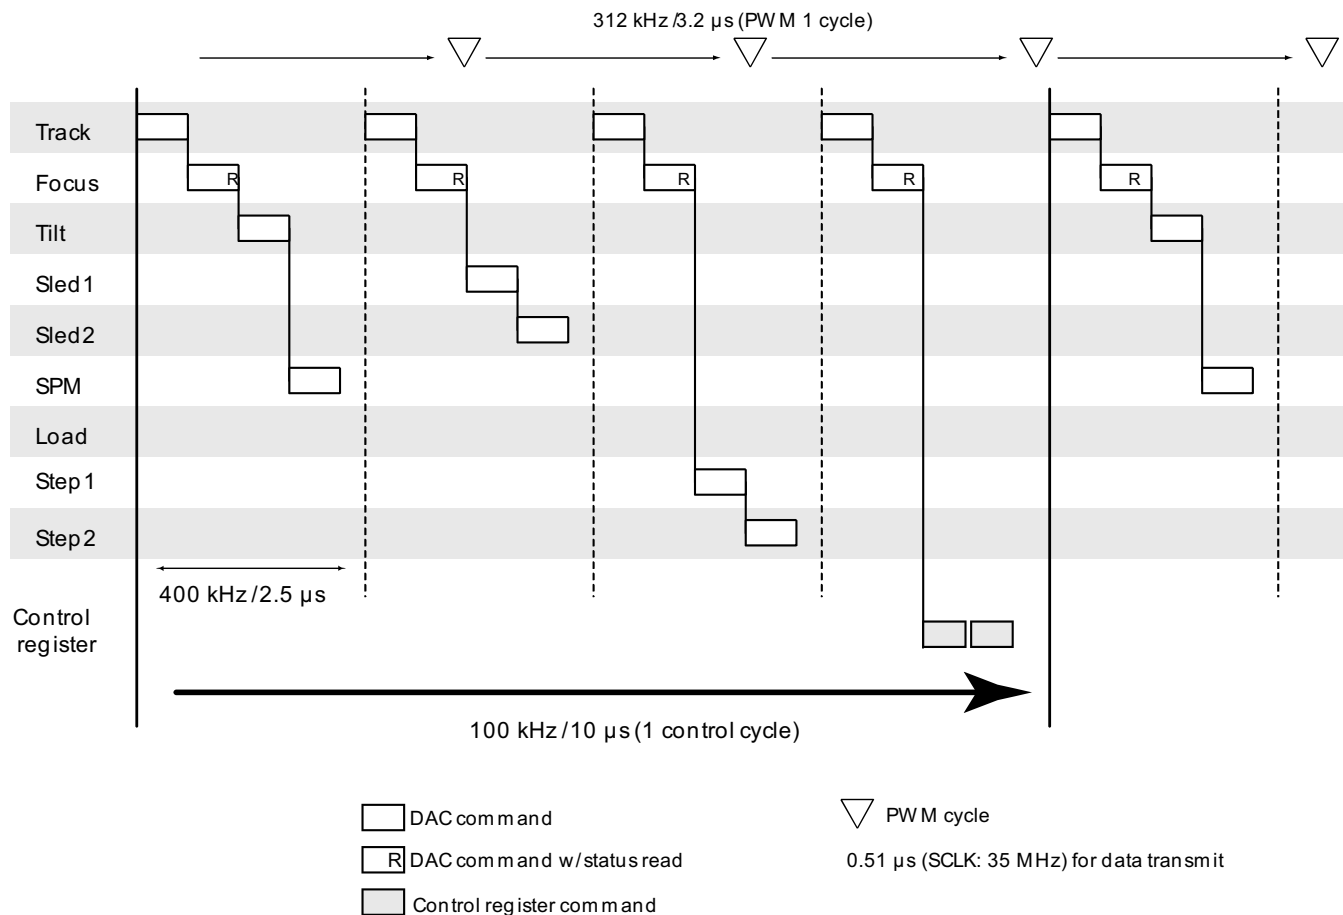 312 kHz/3.2 µs (PWM 1 cycle)
Track
Focus R R R R R
Tilt
Sled1
Sled2
SPM
Load
Step1
Step2
400 kHz/2.5 µs
Control
register
100 kHz/10 µs (1 control cycle)
DAC command
PWM cycle
R DAC command w/status read
0.51 µs (SCLK: 35 MHz) for data transmit
Control register command